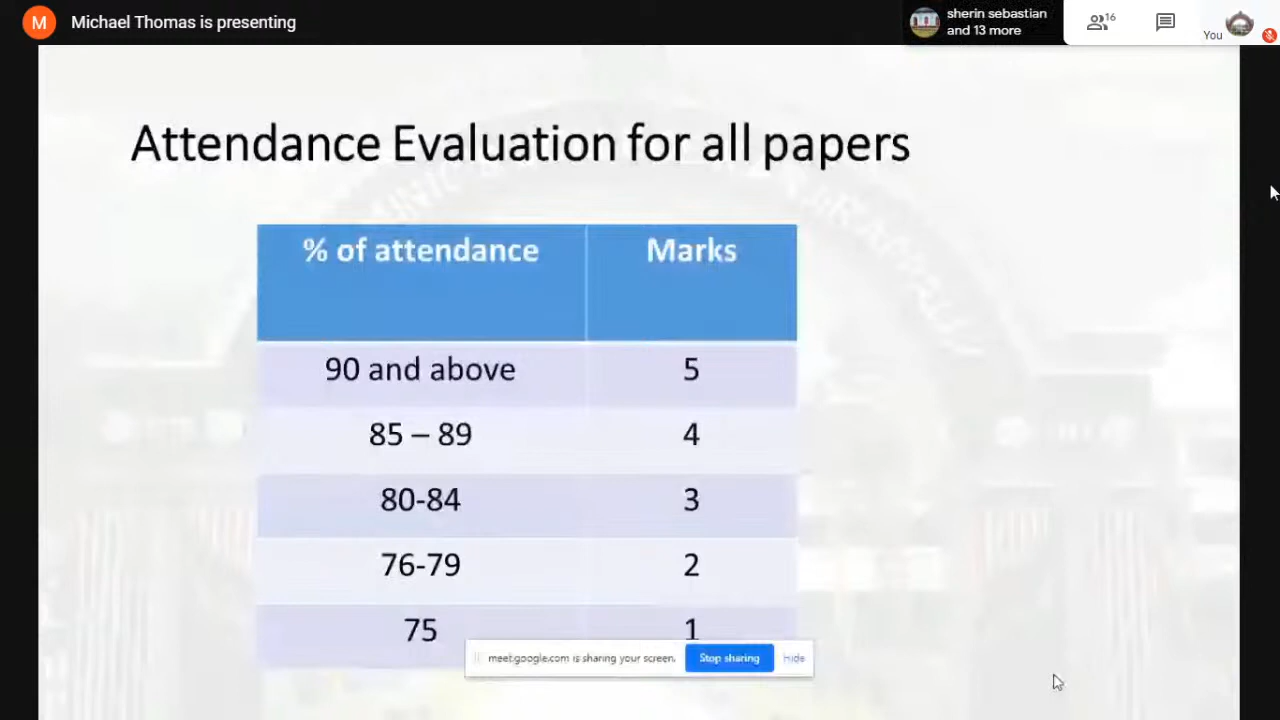 M Michael Thomas is presenting
sherin sebastian
and 13 more
16
You
Attendance Evaluation for all papers
% of attendance Marks
90 and above 5
85 – 89 4
80-84 3
76-79 2
75 1
meet.google.com is sharing your screen. Stop sharing Hide